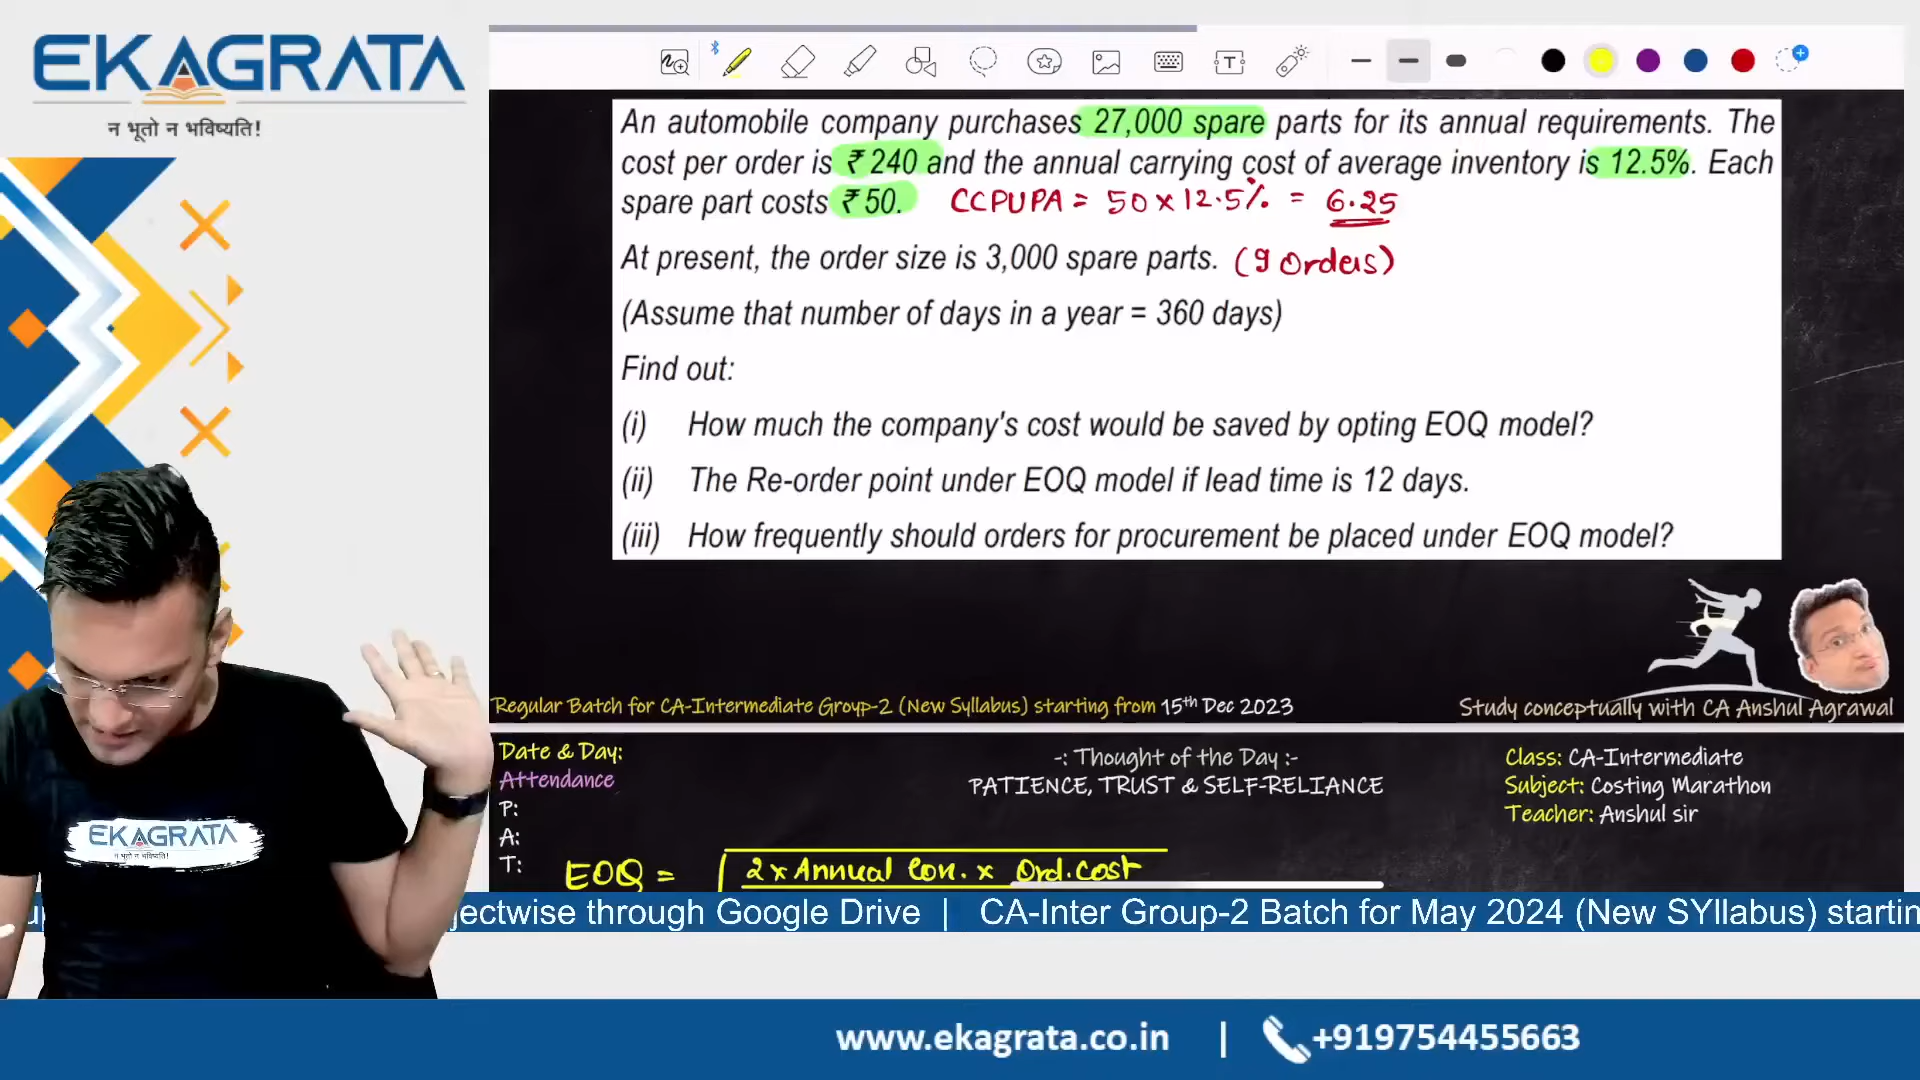 EKAGRATA
न भूतो न भविष्यति!
An automobile company purchases 27,000 spare parts for its annual requirements. The
cost per order is ₹ 240 and the annual carrying cost of average inventory is 12.5%. Each
spare part costs ₹ 50. CCPUPA = 50 x 12.5% = 6.25
At present, the order size is 3,000 spare parts. (9 Orders)
(Assume that number of days in a year = 360 days)
Find out:
(i) How much the company's cost would be saved by opting EOQ model?
(ii) The Re-order point under EOQ model if lead time is 12 days.
(iii) How frequently should orders for procurement be placed under EOQ model?
Regular Batch for CA-Intermediate Group-2 (New Syllabus) starting from 15th Dec 2023
Study conceptually with CA Anshul Agrawal
Date & Day:
Attendance
P:
A:
T:
-: Thought of the Day :-
PATIENCE, TRUST & SELF-RELIANCE
Class: CA-Intermediate
Subject: Costing Marathon
Teacher: Anshul sir
EOQ = √ 2 x Annual Con. x Ord. Cost
EKAGRATA
न भूतो न भविष्यति!
jectwise through Google Drive | CA-Inter Group-2 Batch for May 2024 (New SYllabus) startin
www.ekagrata.co.in | +919754455663